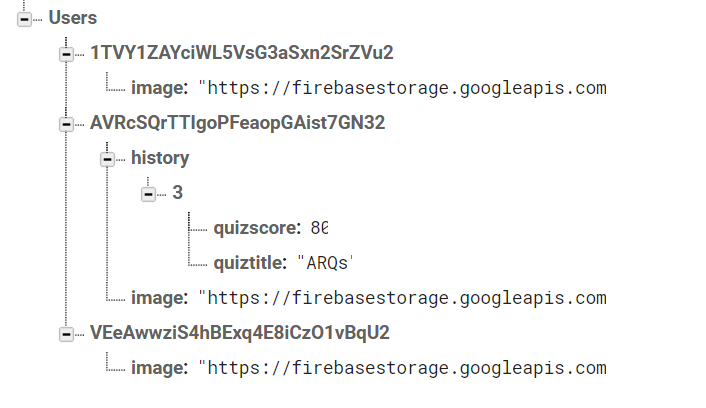 Users
1TVY1ZAYciWL5VsG3aSxn2SrZVu2
image: "https://firebasestorage.googleapis.com
AVRcSQrTTIgoPFeaopGAist7GN32
history
3
quizscore: 80
quiztitle: "ARQs'
image: "https://firebasestorage.googleapis.com
VEeAwwziS4hBExq4E8iCzO1vBqU2
image: "https://firebasestorage.googleapis.com